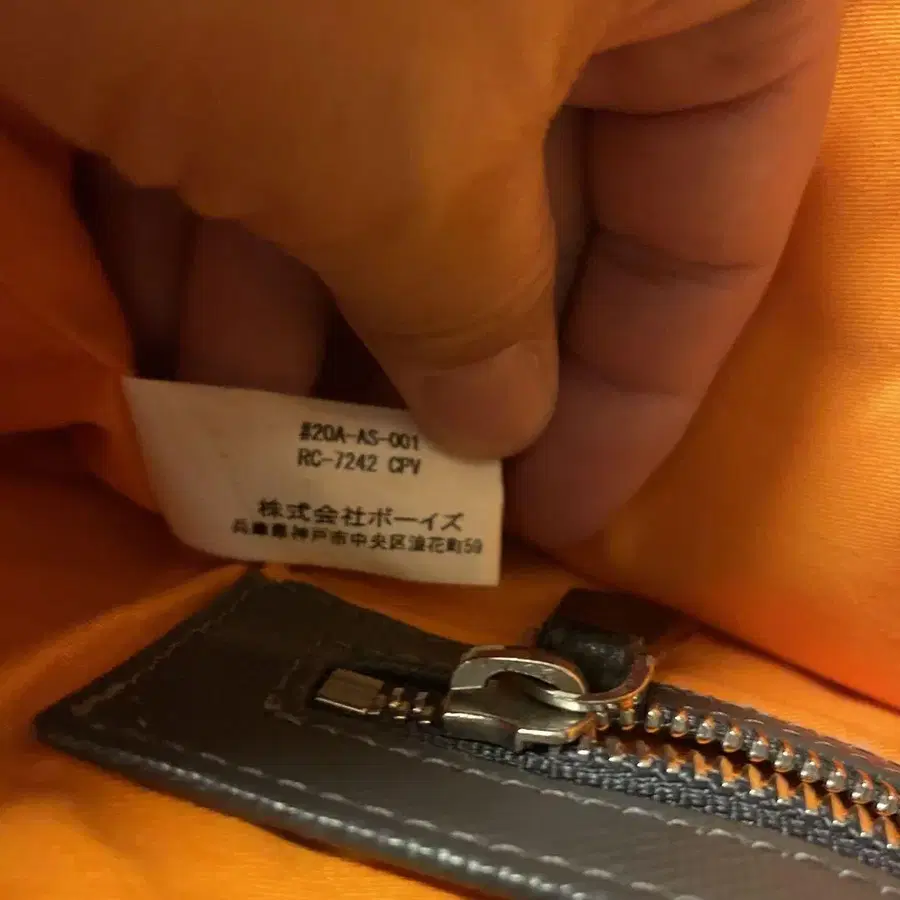 #20A-AS-001
RC-7242 CPV
株式会社ボーイズ
兵庫県神戸市中央区浪花町59